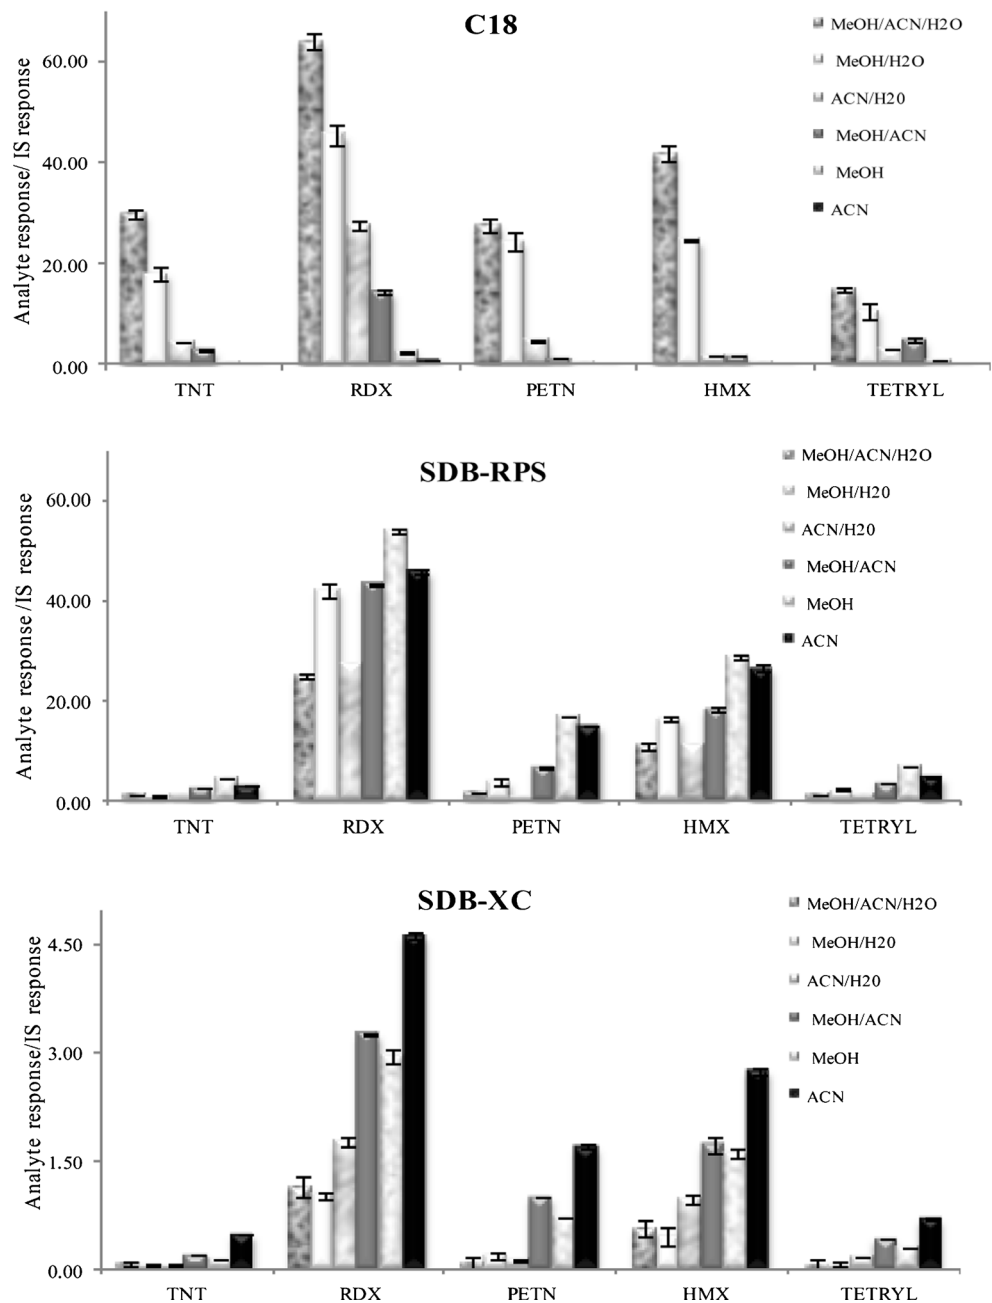 C18
Analyte response/ IS response
60.00
40.00
20.00
0.00
TNT RDX PETN HMX TETRYL
MeOH/ACN/H2O
MeOH/H2O
ACN/H20
MeOH/ACN
MeOH
ACN
SDB-RPS
Analyte response /IS response
60.00
40.00
20.00
0.00
TNT RDX PETN HMX TETRYL
MeOH/ACN/H2O
MeOH/H20
ACN/H20
MeOH/ACN
MeOH
ACN
SDB-XC
Analyte response/IS response
4.50
3.00
1.50
0.00
TNT RDX PETN HMX TETRYL
MeOH/ACN/H2O
MeOH/H20
ACN/H20
MeOH/ACN
MeOH
ACN